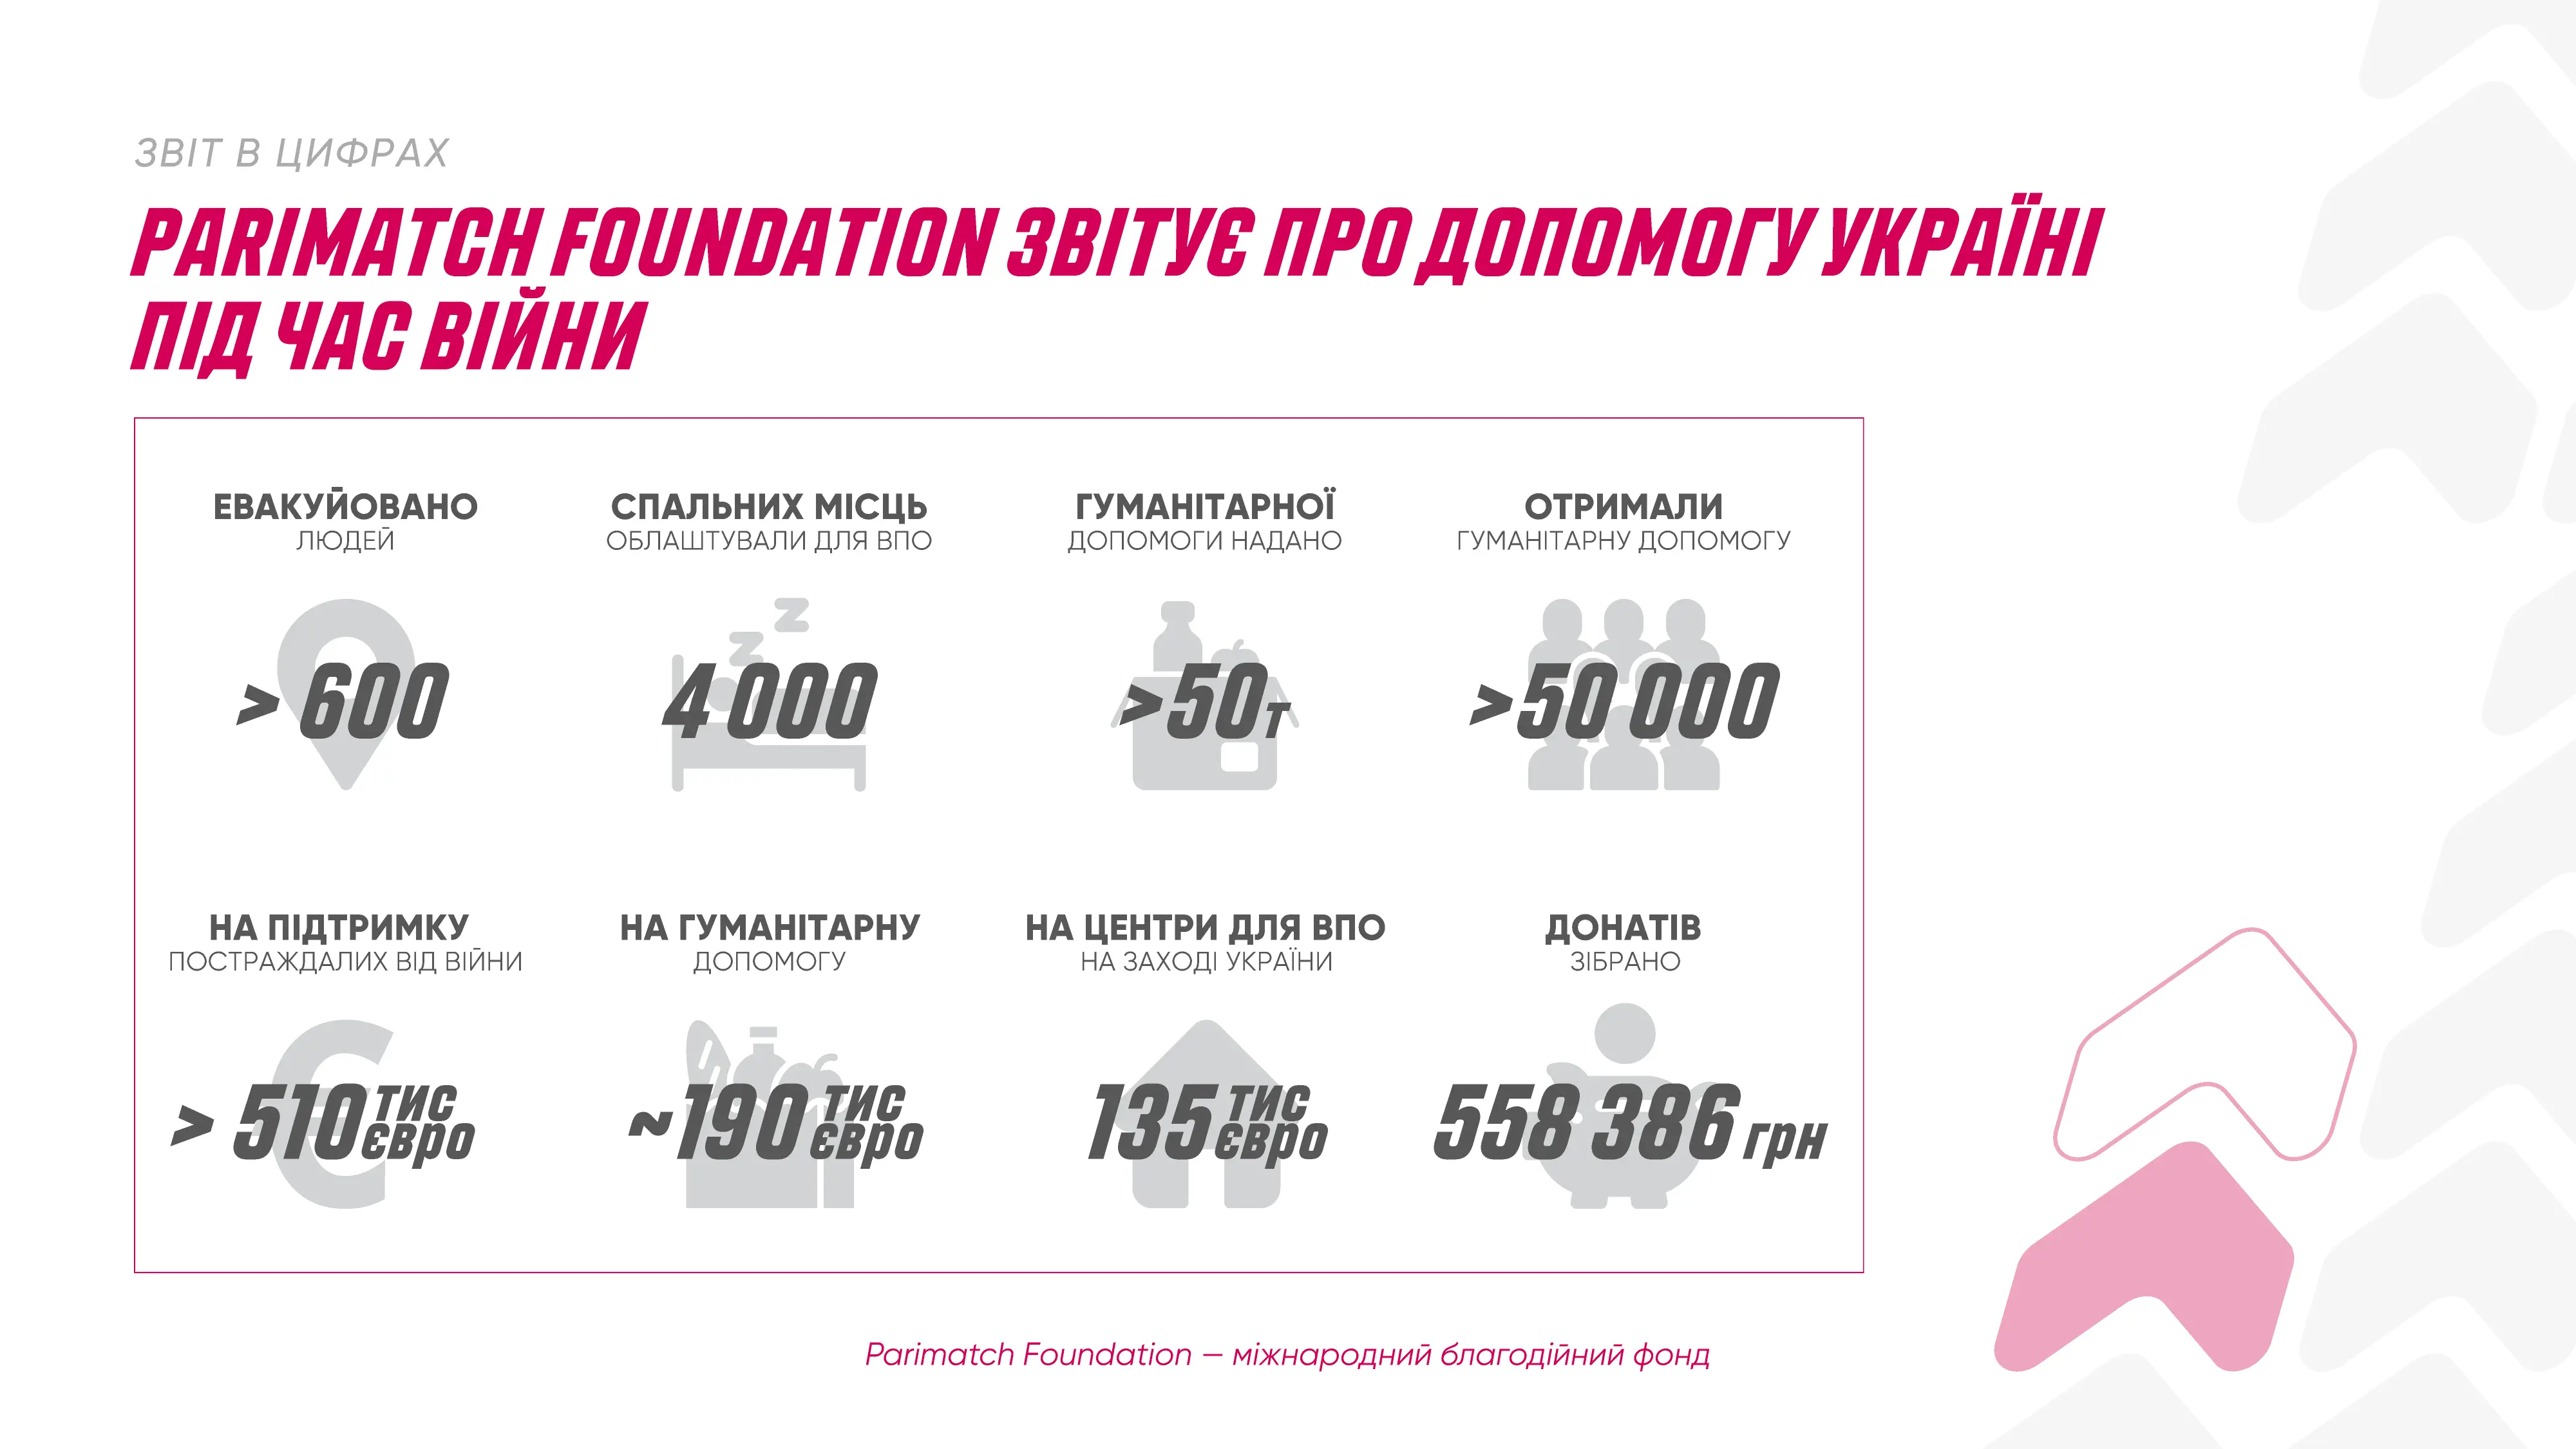 ЗВІТ В ЦИФРАХ
PARIMATCH FOUNDATION ЗВІТУЄ ПРО ДОПОМОГУ УКРАЇНІ
ПІД ЧАС ВІЙНИ
ЕВАКУЙОВАНО
ЛЮДЕЙ
> 600
СПАЛЬНИХ МІСЦЬ
ОБЛАШТУВАЛИ ДЛЯ ВПО
4 000
ГУМАНІТАРНОЇ
ДОПОМОГИ НАДАНО
>50т
ОТРИМАЛИ
ГУМАНІТАРНУ ДОПОМОГУ
>50 000
НА ПІДТРИМКУ
ПОСТРАЖДАЛИХ ВІД ВІЙНИ
> 510 тис євро
НА ГУМАНІТАРНУ
ДОПОМОГУ
~190 тис євро
НА ЦЕНТРИ ДЛЯ ВПО
НА ЗАХОДІ УКРАЇНИ
135 тис євро
ДОНАТІВ
ЗІБРАНО
558 386 грн
Parimatch Foundation — міжнародний благодійний фонд